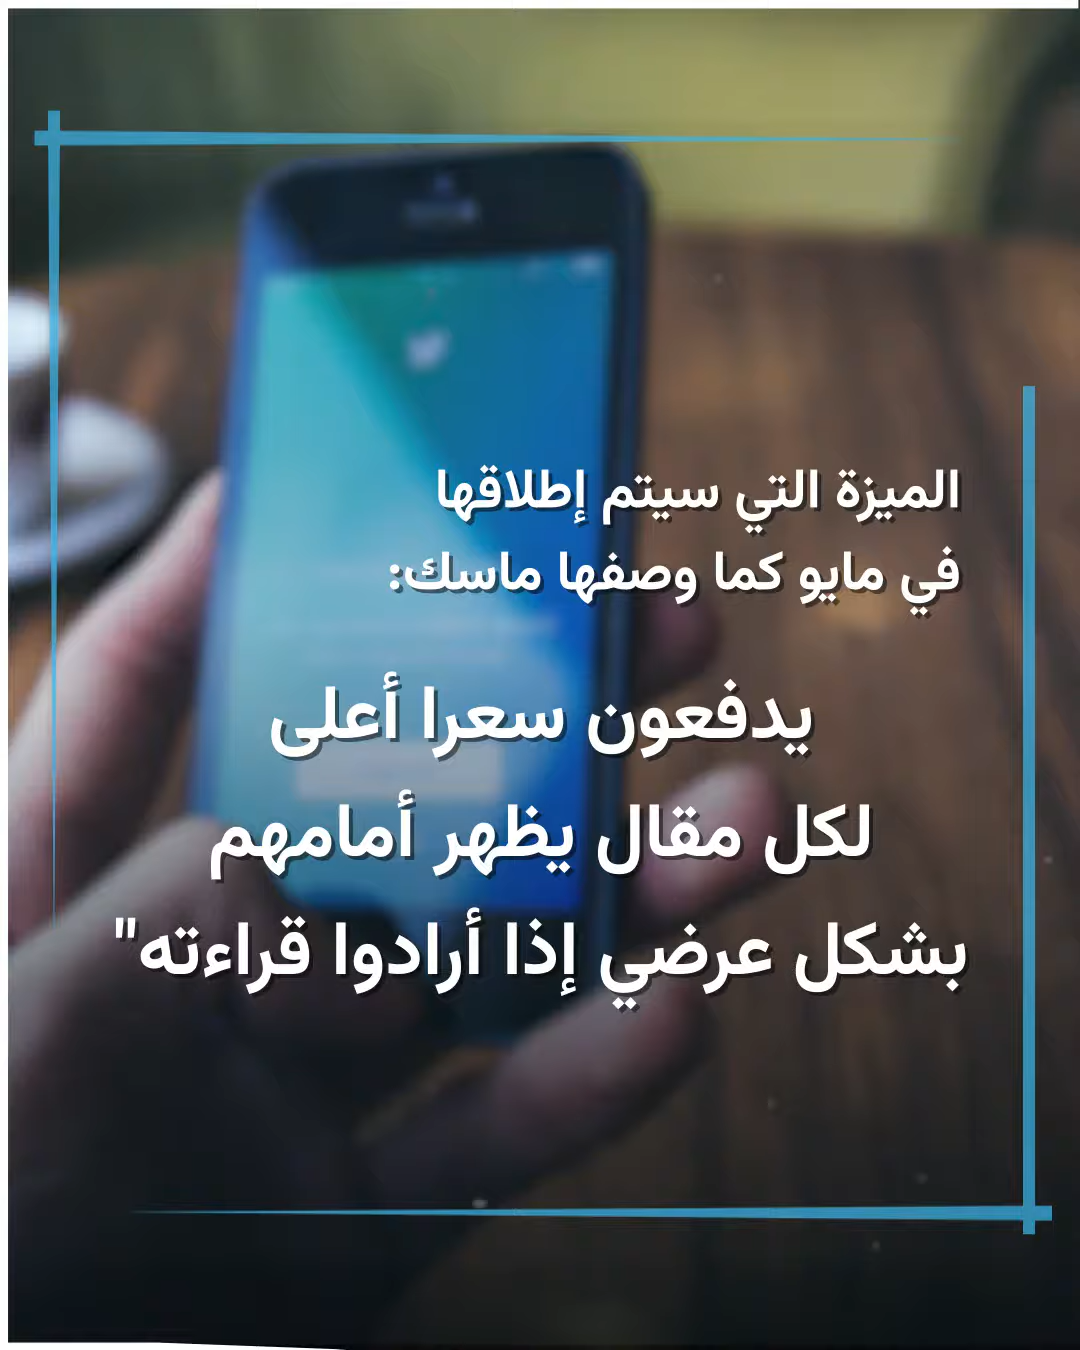 الميزة التي سيتم إطلاقها
في مايو كما وصفها ماسك:
يدفعون سعرا أعلى
لكل مقال يظهر أمامهم
بشكل عرضي إذا أرادوا قراءته"